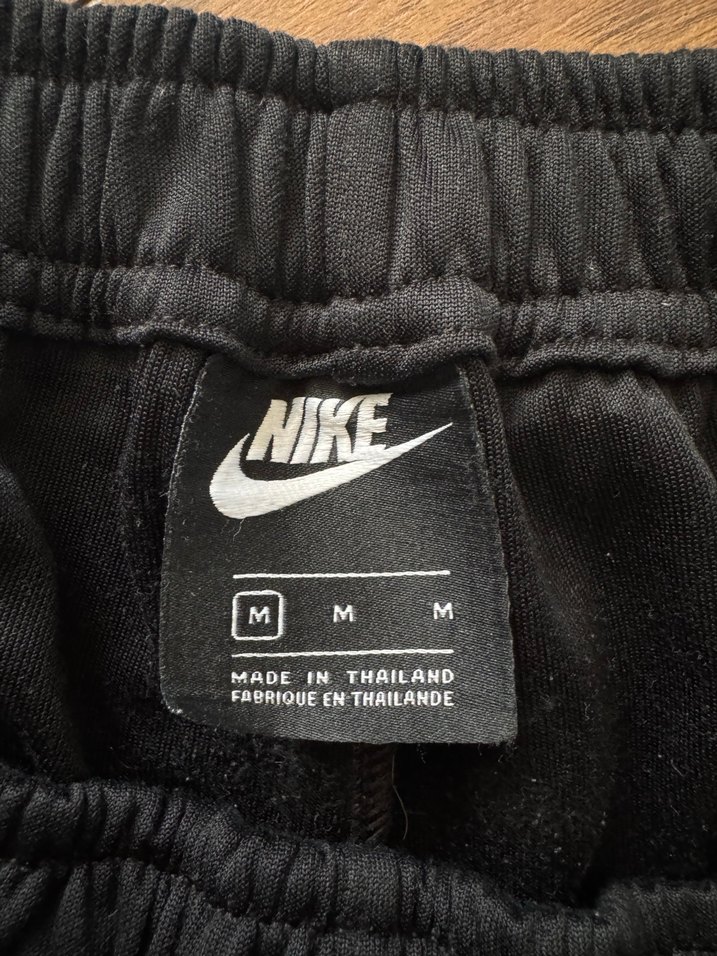 NIKE
M M M
MADE IN THAILAND
FABRIQUE EN THAILANDE